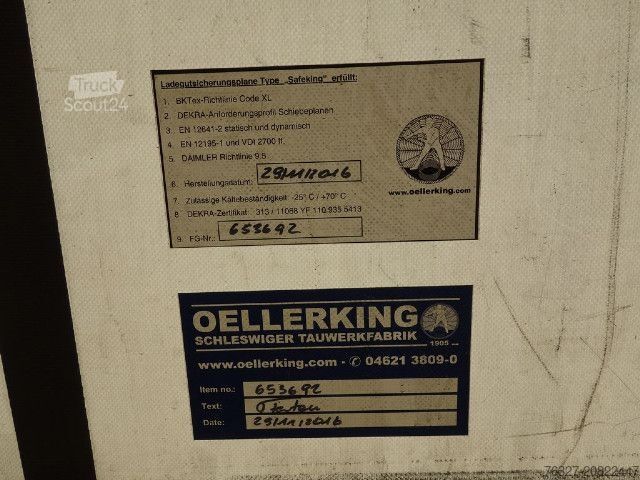 Truck
Scout24
Ladegutsicherungsplane Type „Safeking“ erfüllt:
1. BKTex-Richtlinie Code XL
2. DEKRA-Anforderungsprofil Schiebeplanen
3. EN 12641-2 statisch und dynamisch
4. EN 12195-1 und VDI 2700 ff.
5. DAIMLER Richtlinie 9.5
6. Herstellungsdatum: 29/11/2016
7. Zulässige Kältebeständigkeit -25° C / +70° C
8. DEKRA-Zertifikat: 313 / 11068 YF 110 935 5413
9. FG-Nr.: 653692
www.oellerking.com
OELLERKING
SCHLESWIGER TAUWERKFABRIK
1905
www.oellerking.com - ✆ 04621 3809-0
Item no.: 653692
Text:
Date: 29/11/2016
76327-20822447